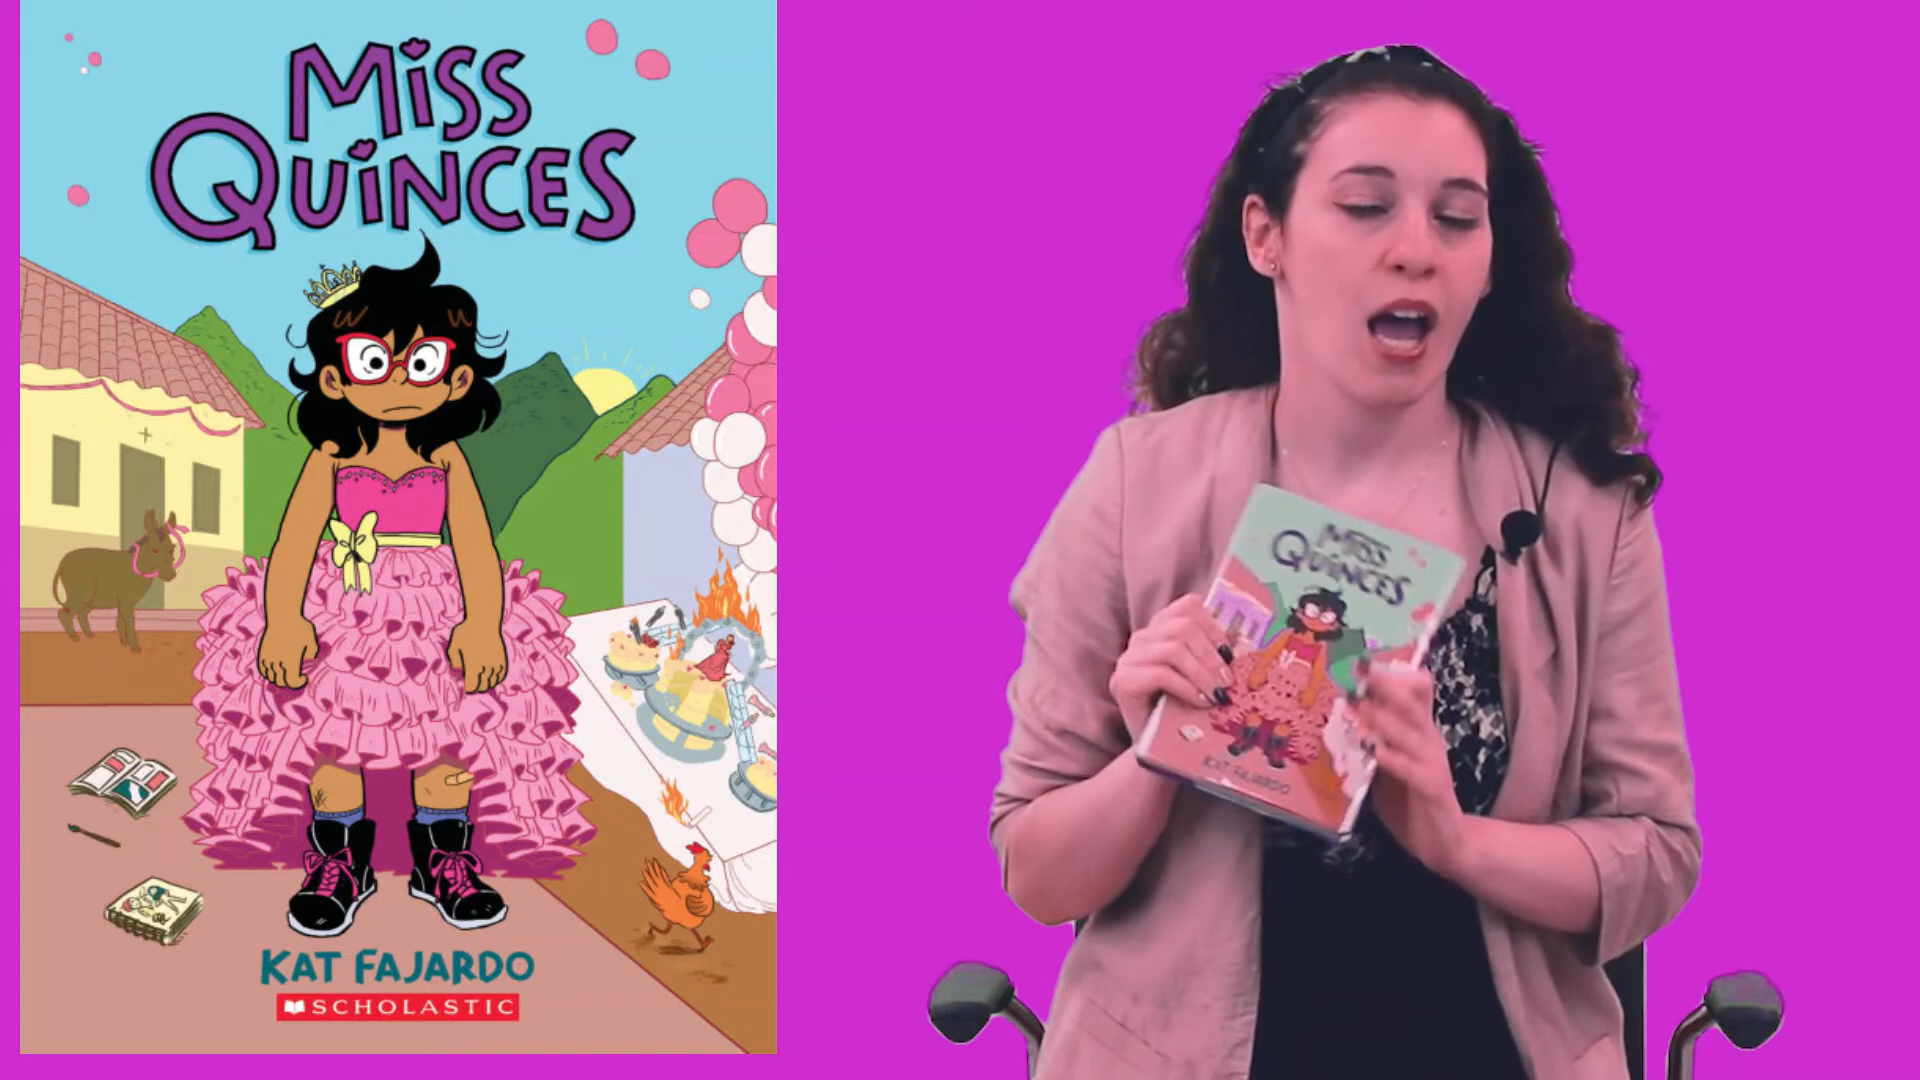 MISS
QUINCES
KAT FAJARDO
SCHOLASTIC
MISS
QUINCES
KAT FAJARDO